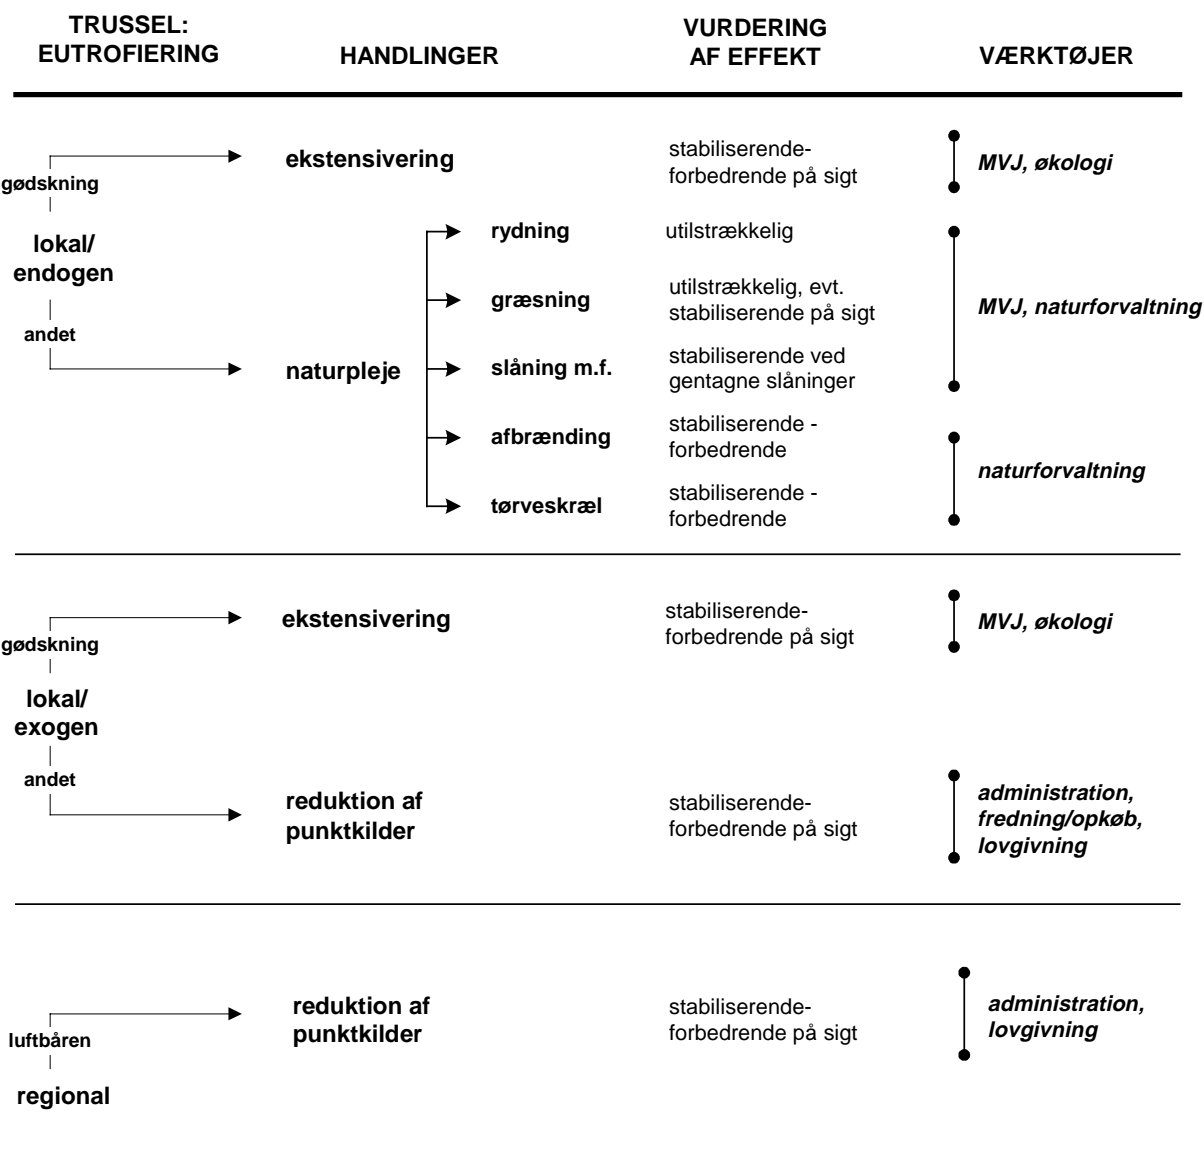 TRUSSEL:
EUTROFIERING
HANDLINGER
VURDERING
AF EFFEKT
VÆRKTØJER
gødskning
ekstensivering
stabiliserende-
forbedrende på sigt
MVJ, økologi
lokal/
endogen
rydning
utilstrækkelig
græsning
utilstrækkelig, evt.
stabiliserende på sigt
MVJ, naturforvaltning
andet
naturpleje
slåning m.f.
stabiliserende ved
gentagne slåninger
afbrænding
stabiliserende -
forbedrende
naturforvaltning
tørveskræl
stabiliserende -
forbedrende
gødskning
ekstensivering
stabiliserende-
forbedrende på sigt
MVJ, økologi
lokal/
exogen
andet
reduktion af
punktkilder
stabiliserende-
forbedrende på sigt
administration,
fredning/opkøb,
lovgivning
luftbåren
reduktion af
punktkilder
stabiliserende-
forbedrende på sigt
administration,
lovgivning
regional